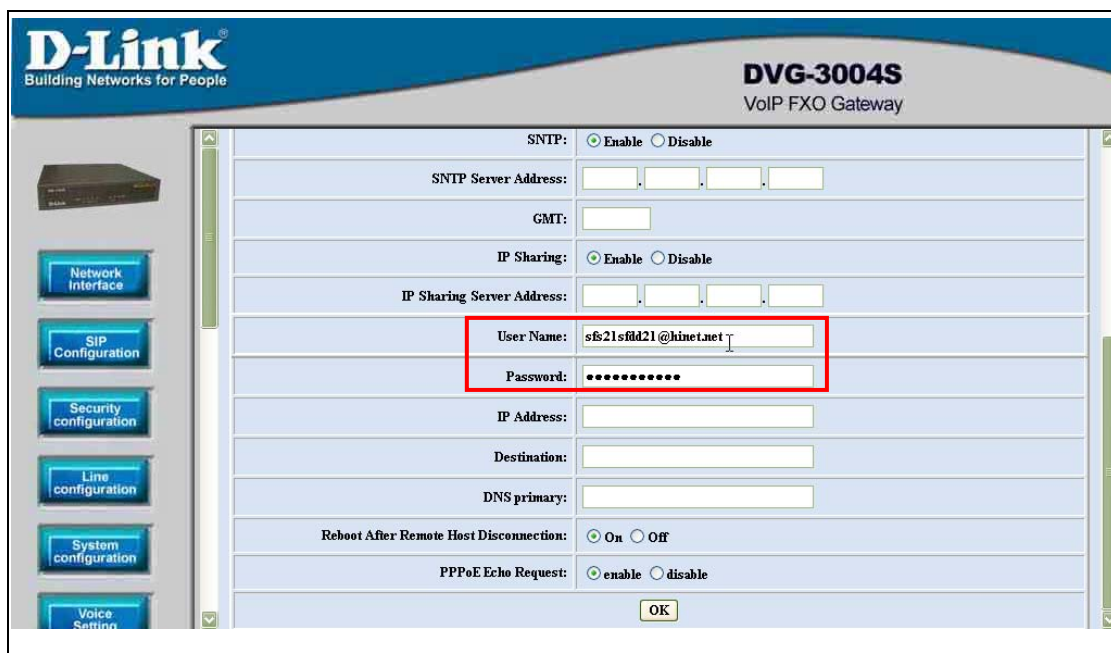 D-Link®
Building Networks for People
DVG-3004S
VoIP FXO Gateway
Network Interface
SIP Configuration
Security configuration
Line configuration
System configuration
Voice Setting
SNTP: Enable Disable
SNTP Server Address: . . .
GMT:
IP Sharing: Enable Disable
IP Sharing Server Address: . . .
User Name: sfs21sfdd21@hinet.net
Password: ●●●●●●●●●●●
IP Address:
Destination:
DNS primary:
Reboot After Remote Host Disconnection: On Off
PPPoE Echo Request: enable disable
OK